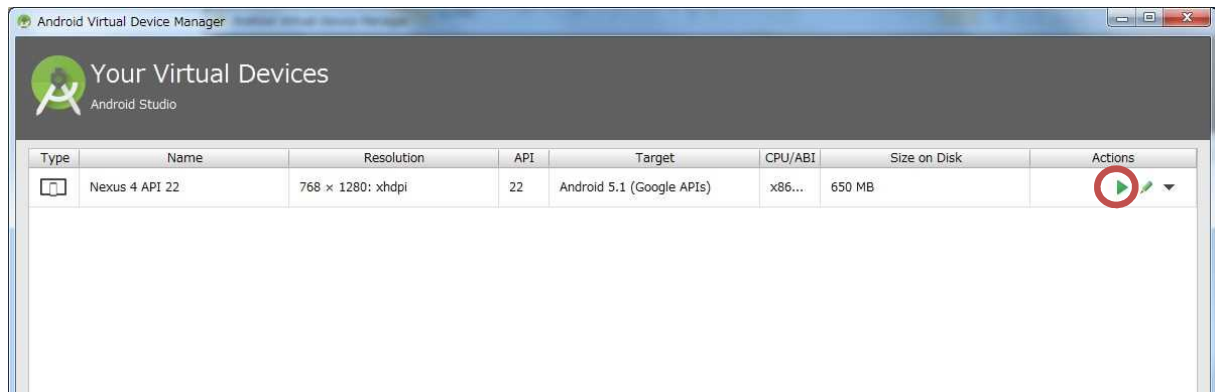 Android Virtual Device Manager
Your Virtual Devices
Android Studio
Type Name Resolution API Target CPU/ABI Size on Disk Actions
Nexus 4 API 22 768 × 1280: xhdpi 22 Android 5.1 (Google APIs) x86... 650 MB